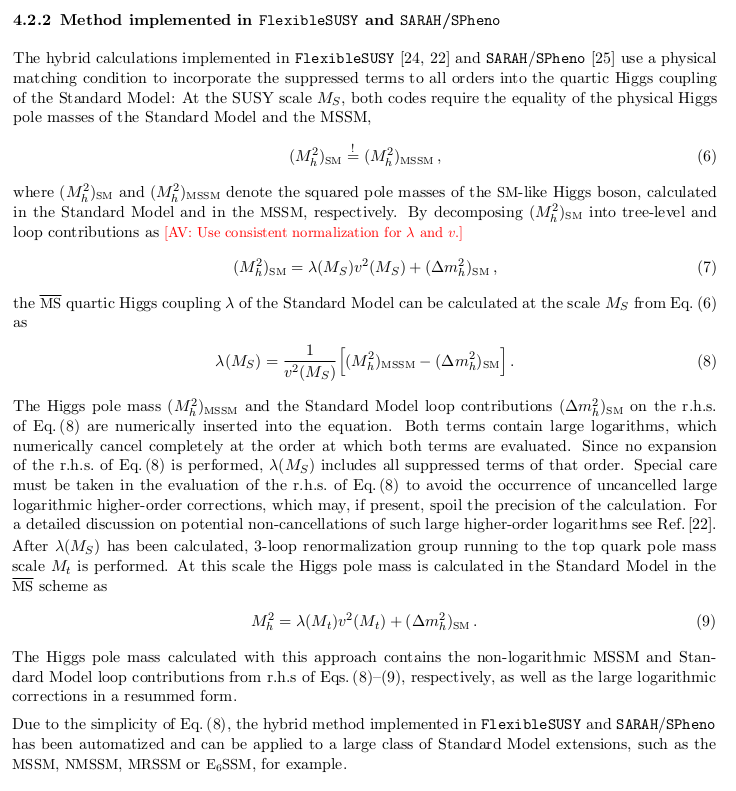 4.2.2 Method implemented in FlexibleSUSY and SARAH/SPheno
The hybrid calculations implemented in FlexibleSUSY [24, 22] and SARAH/SPheno [25] use a physical
matching condition to incorporate the suppressed terms to all orders into the quartic Higgs coupling
of the Standard Model: At the SUSY scale $M_S$, both codes require the equality of the physical Higgs
pole masses of the Standard Model and the MSSM,
$(M_h^2)_{\text{SM}} \overset{!}{=} (M_h^2)_{\text{MSSM}}\,,$ (6)
where $(M_h^2)_{\text{SM}}$ and $(M_h^2)_{\text{MSSM}}$ denote the squared pole masses of the SM-like Higgs boson, calculated
in the Standard Model and in the MSSM, respectively. By decomposing $(M_h^2)_{\text{SM}}$ into tree-level and
loop contributions as [AV: Use consistent normalization for $\lambda$ and $v$.]
$(M_h^2)_{\text{SM}} = \lambda(M_S)v^2(M_S) + (\Delta m_h^2)_{\text{SM}}\,,$ (7)
the $\overline{\text{MS}}$ quartic Higgs coupling $\lambda$ of the Standard Model can be calculated at the scale $M_S$ from Eq. (6)
as
$\lambda(M_S) = \frac{1}{v^2(M_S)}\left[(M_h^2)_{\text{MSSM}} - (\Delta m_h^2)_{\text{SM}}\right].$ (8)
The Higgs pole mass $(M_h^2)_{\text{MSSM}}$ and the Standard Model loop contributions $(\Delta m_h^2)_{\text{SM}}$ on the r.h.s.
of Eq. (8) are numerically inserted into the equation. Both terms contain large logarithms, which
numerically cancel completely at the order at which both terms are evaluated. Since no expansion
of the r.h.s. of Eq. (8) is performed, $\lambda(M_S)$ includes all suppressed terms of that order. Special care
must be taken in the evaluation of the r.h.s. of Eq. (8) to avoid the occurrence of uncancelled large
logarithmic higher-order corrections, which may, if present, spoil the precision of the calculation. For
a detailed discussion on potential non-cancellations of such large higher-order logarithms see Ref. [22].
After $\lambda(M_S)$ has been calculated, 3-loop renormalization group running to the top quark pole mass
scale $M_t$ is performed. At this scale the Higgs pole mass is calculated in the Standard Model in the
$\overline{\text{MS}}$ scheme as
$M_h^2 = \lambda(M_t)v^2(M_t) + (\Delta m_h^2)_{\text{SM}}\,.$ (9)
The Higgs pole mass calculated with this approach contains the non-logarithmic MSSM and Stan-
dard Model loop contributions from r.h.s of Eqs. (8)–(9), respectively, as well as the large logarithmic
corrections in a resummed form.
Due to the simplicity of Eq. (8), the hybrid method implemented in FlexibleSUSY and SARAH/SPheno
has been automatized and can be applied to a large class of Standard Model extensions, such as the
MSSM, NMSSM, MRSSM or E$_6$SSM, for example.